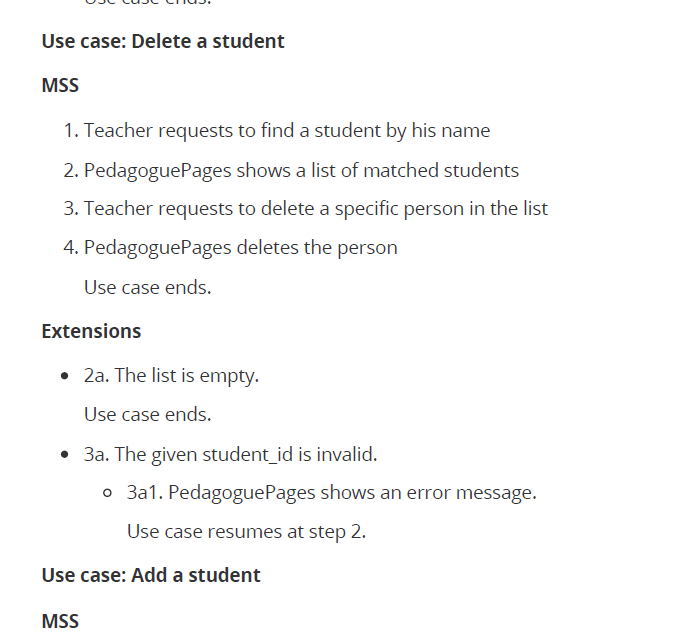 Use case ends.
Use case: Delete a student
MSS
1. Teacher requests to find a student by his name
2. PedagoguePages shows a list of matched students
3. Teacher requests to delete a specific person in the list
4. PedagoguePages deletes the person
Use case ends.
Extensions
• 2a. The list is empty.
Use case ends.
• 3a. The given student_id is invalid.
○ 3a1. PedagoguePages shows an error message.
Use case resumes at step 2.
Use case: Add a student
MSS